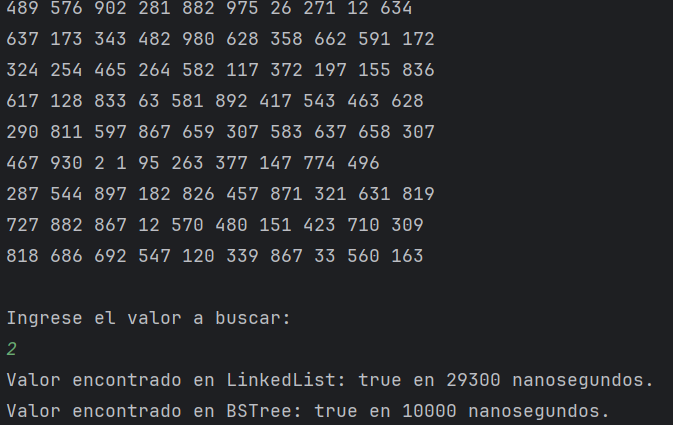 489 576 902 281 882 975 26 271 12 634
637 173 343 482 980 628 358 662 591 172
324 254 465 264 582 117 372 197 155 836
617 128 833 63 581 892 417 543 463 628
290 811 597 867 659 307 583 637 658 307
467 930 2 1 95 263 377 147 774 496
287 544 897 182 826 457 871 321 631 819
727 882 867 12 570 480 151 423 710 309
818 686 692 547 120 339 867 33 560 163
Ingrese el valor a buscar:
2
Valor encontrado en LinkedList: true en 29300 nanosegundos.
Valor encontrado en BSTree: true en 10000 nanosegundos.